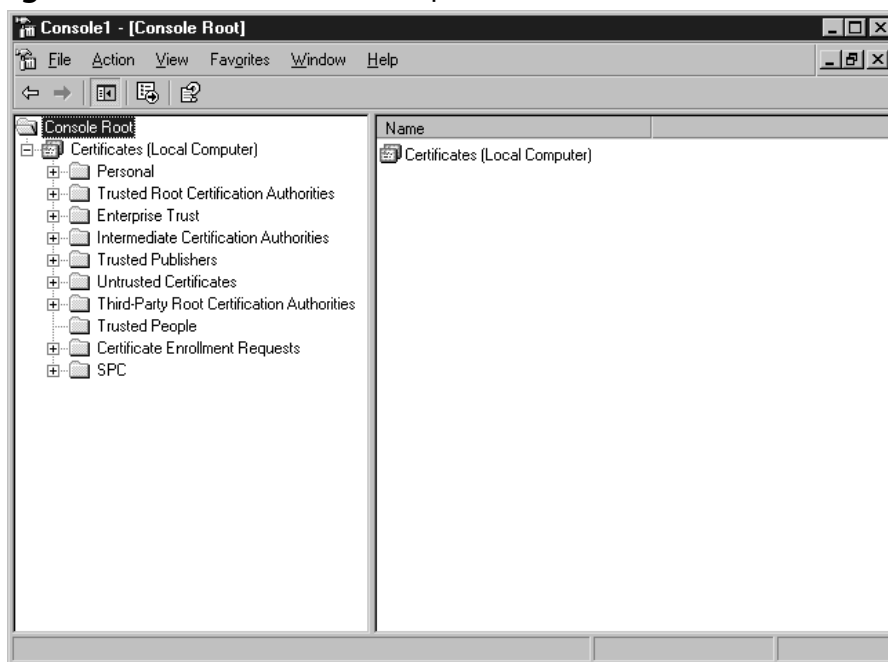 Console1 - [Console Root]
File Action View Favorites Window Help
Console Root
Certificates (Local Computer)
Personal
Trusted Root Certification Authorities
Enterprise Trust
Intermediate Certification Authorities
Trusted Publishers
Untrusted Certificates
Third-Party Root Certification Authorities
Trusted People
Certificate Enrollment Requests
SPC
Name
Certificates (Local Computer)